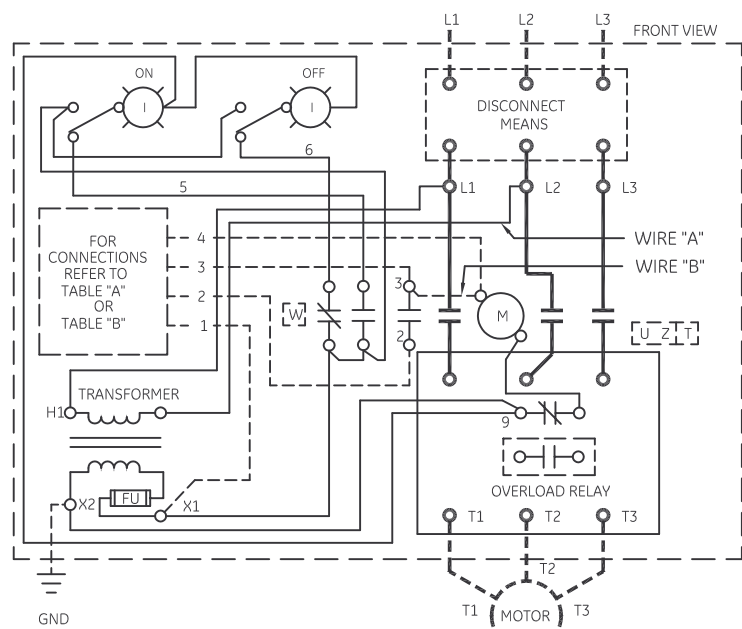 L1 L2 L3
FRONT VIEW
ON
OFF
I
I
DISCONNECT
MEANS
6
5
L1 L2 L3
FOR
CONNECTIONS
REFER TO
TABLE "A"
OR
TABLE "B"
4
3
2
1
WIRE "A"
WIRE "B"
3
W
M
2
U Z T
TRANSFORMER
H1
9
FU
X2
X1
OVERLOAD RELAY
T1 T2 T3
GND
T2
T1
MOTOR
T3